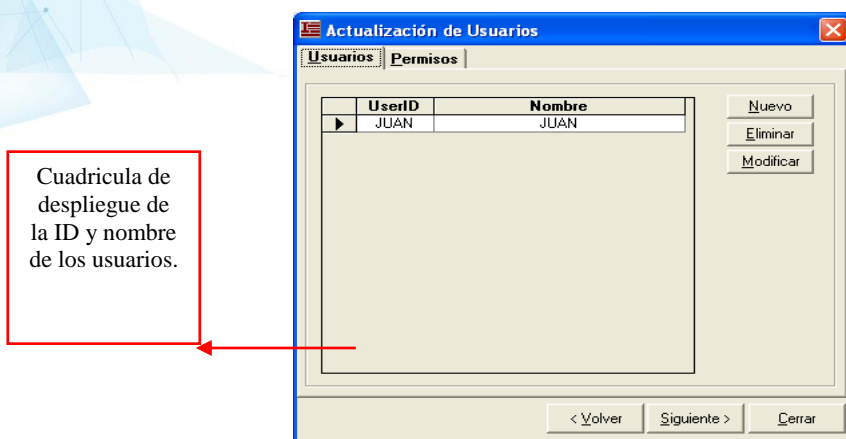 Actualización de Usuarios
Usuarios Permisos
UserID Nombre
JUAN JUAN
Nuevo
Eliminar
Modificar
Cuadricula de
despliegue de
la ID y nombre
de los usuarios.
< Volver Siguiente > Cerrar